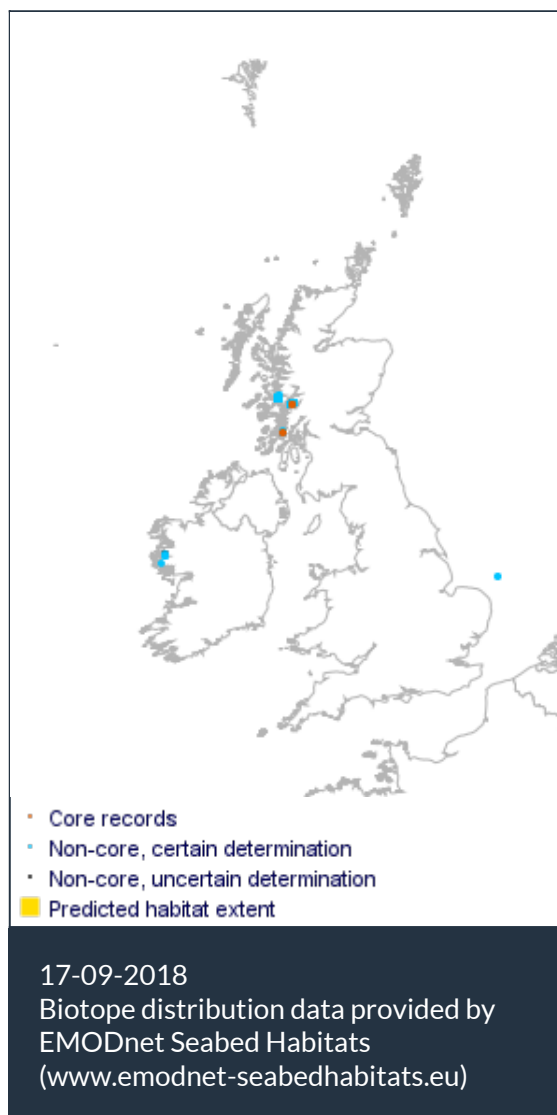 Core records
Non-core, certain determination
Non-core, uncertain determination
Predicted habitat extent
17-09-2018
Biotope distribution data provided by
EMODnet Seabed Habitats
(www.emodnet-seabedhabitats.eu)